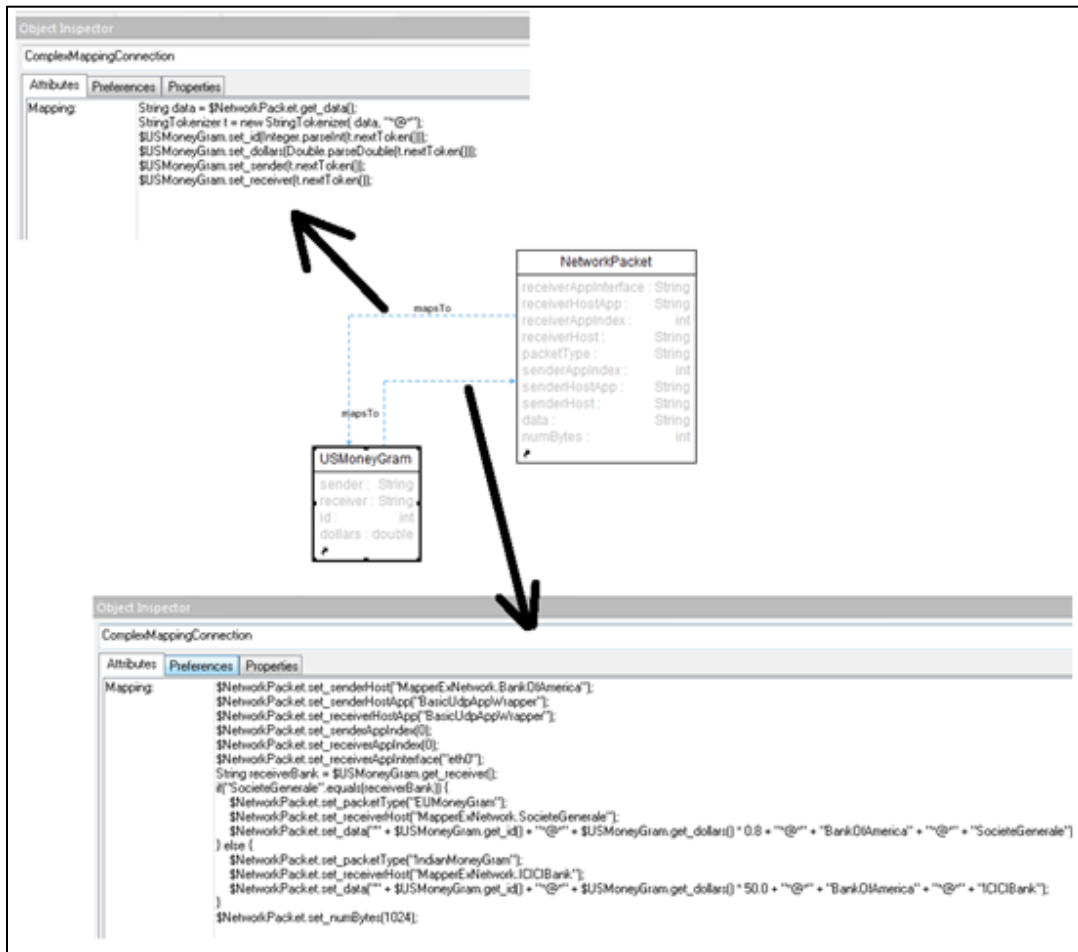 Object Inspector
ComplexMappingConnection
Attributes Preferences Properties
Mapping: String data = $NetworkPacket.get_data();
StringTokenizer t = new StringTokenizer( data, "*@*");
$USMoneyGram.set_id(Integer.parseInt(t.nextToken()));
$USMoneyGram.set_dollars(Double.parseDouble(t.nextToken()));
$USMoneyGram.set_sender(t.nextToken());
$USMoneyGram.set_receiver(t.nextToken());
NetworkPacket
receiverAppInterface : String
receiverHostApp : String
receiverAppIndex : int
receiverHost : String
packetType : String
senderAppIndex : int
senderHostApp : String
senderHost : String
data : String
numBytes : int
mapsTo
mapsTo
USMoneyGram
sender : String
receiver : String
id : int
dollars : double
Object Inspector
ComplexMappingConnection
Attributes Preferences Properties
Mapping: $NetworkPacket.set_senderHost("MapperExNetwork.BankOfAmerica");
$NetworkPacket.set_senderHostApp("BasicUdpAppWrapper");
$NetworkPacket.set_receiverHostApp("BasicUdpAppWrapper");
$NetworkPacket.set_senderAppIndex(0);
$NetworkPacket.set_receiverAppIndex(0);
$NetworkPacket.set_receiverAppInterface("eth0");
String receiverBank = $USMoneyGram.get_receiver();
if("SocieteGenerale".equals(receiverBank)) {
$NetworkPacket.set_packetType("EUMoneyGram");
$NetworkPacket.set_receiverHost("MapperExNetwork.SocieteGenerale");
$NetworkPacket.set_data("" + $USMoneyGram.get_id() + "*@*" + $USMoneyGram.get_dollars() * 0.8 + "*@*" + "BankOfAmerica" + "*@*" + "SocieteGenerale")
} else {
$NetworkPacket.set_packetType("IndianMoneyGram");
$NetworkPacket.set_receiverHost("MapperExNetwork.ICICIBank");
$NetworkPacket.set_data("" + $USMoneyGram.get_id() + "*@*" + $USMoneyGram.get_dollars() * 50.0 + "*@*" + "BankOfAmerica" + "*@*" + "ICICIBank");
}
$NetworkPacket.set_numBytes(1024);